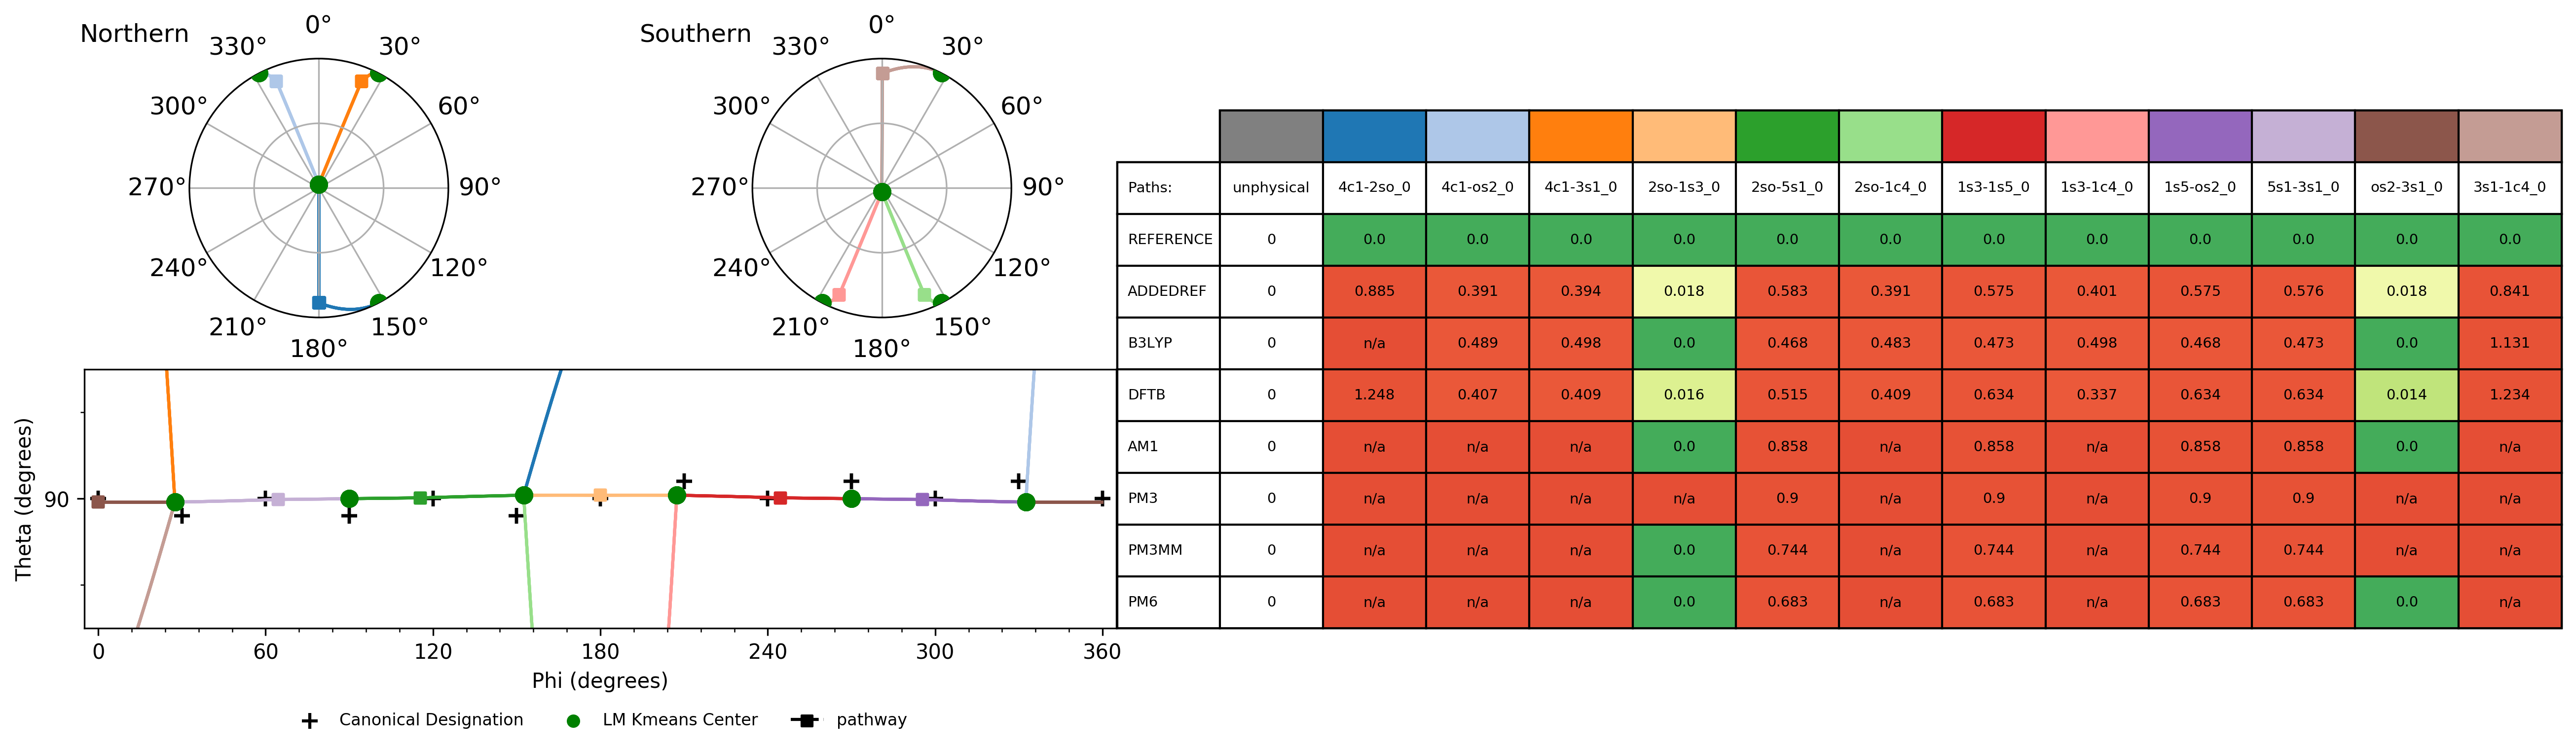 Northern
0°
30°
60°
90°
120°
150°
180°
210°
240°
270°
300°
330°
Southern
0°
30°
60°
90°
120°
150°
180°
210°
240°
270°
300°
330°
Theta (degrees)
90
0 60 120 180 240 300 360
Phi (degrees)
Canonical Designation LM Kmeans Center pathway
Paths: unphysical 4c1-2so_0 4c1-os2_0 4c1-3s1_0 2so-1s3_0 2so-5s1_0 2so-1c4_0 1s3-1s5_0 1s3-1c4_0 1s5-os2_0 5s1-3s1_0 os2-3s1_0 3s1-1c4_0
REFERENCE 0 0.0 0.0 0.0 0.0 0.0 0.0 0.0 0.0 0.0 0.0 0.0 0.0
ADDEDREF 0 0.885 0.391 0.394 0.018 0.583 0.391 0.575 0.401 0.575 0.576 0.018 0.841
B3LYP 0 n/a 0.489 0.498 0.0 0.468 0.483 0.473 0.498 0.468 0.473 0.0 1.131
DFTB 0 1.248 0.407 0.409 0.016 0.515 0.409 0.634 0.337 0.634 0.634 0.014 1.234
AM1 0 n/a n/a n/a 0.0 0.858 n/a 0.858 n/a 0.858 0.858 0.0 n/a
PM3 0 n/a n/a n/a n/a 0.9 n/a 0.9 n/a 0.9 0.9 n/a n/a
PM3MM 0 n/a n/a n/a 0.0 0.744 n/a 0.744 n/a 0.744 0.744 n/a n/a
PM6 0 n/a n/a n/a 0.0 0.683 n/a 0.683 n/a 0.683 0.683 0.0 n/a